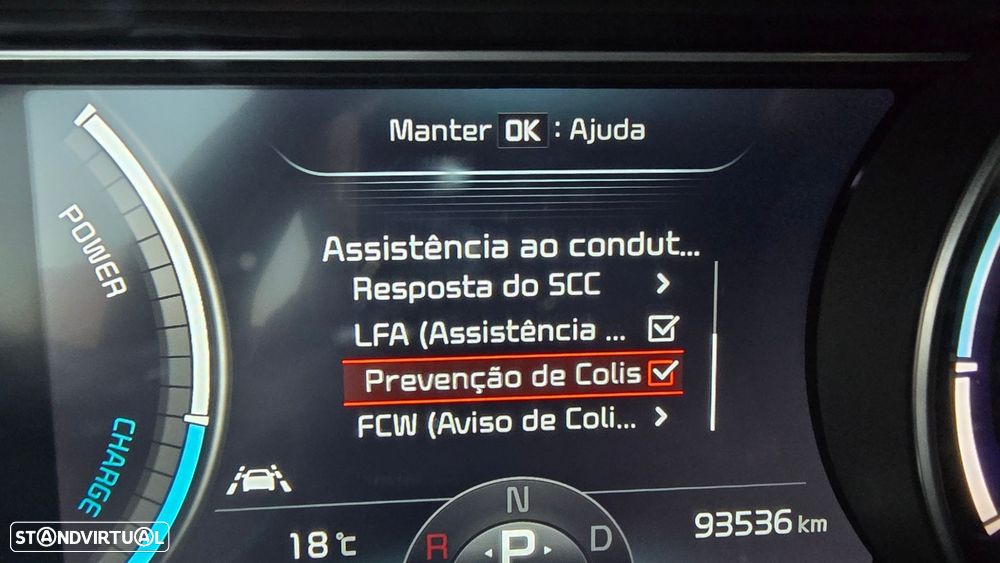 Manter OK : Ajuda
POWER
Assistência ao condut...
Resposta do SCC
LFA (Assistência ...
Prevenção de Colis
FCW (Aviso de Coli...
CHARGE
N
R P D
18°C
93536 km
STANDVIRTUAL